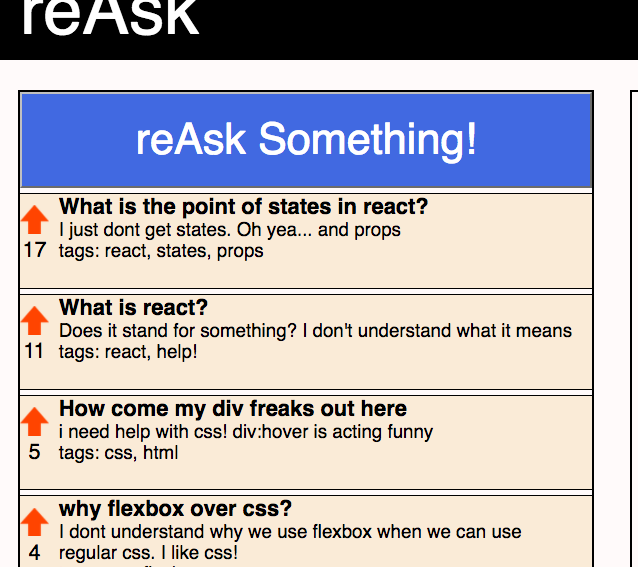 reAsk
reAsk Something!
What is the point of states in react?
I just dont get states. Oh yea... and props
17
tags: react, states, props
What is react?
Does it stand for something? I don't understand what it means
11
tags: react, help!
How come my div freaks out here
i need help with css! div:hover is acting funny
5
tags: css, html
why flexbox over css?
I dont understand why we use flexbox when we can use
4
regular css. I like css!